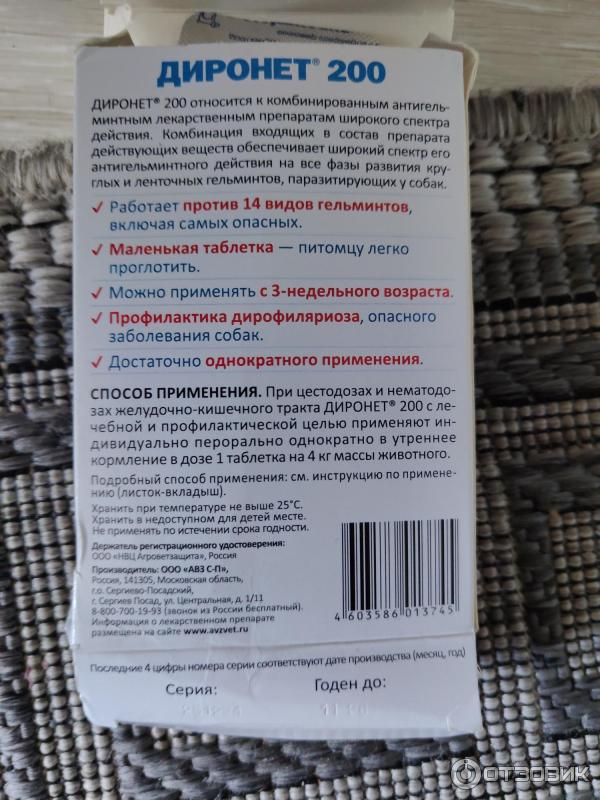 ДИРОНЕТ® 200
ДИРОНЕТ® 200 относится к комбинированным антигель-
минтным лекарственным препаратам широкого спектра
действия. Комбинация входящих в состав препарата
действующих веществ обеспечивает широкий спектр его
антигельминтного действия на все фазы развития кру-
глых и ленточных гельминтов, паразитирующих у собак.
✓ Работает против 14 видов гельминтов,
включая самых опасных.
✓ Маленькая таблетка — питомцу легко
проглотить.
✓ Можно применять с 3-недельного возраста.
✓ Профилактика дирофиляриоза, опасного
заболевания собак.
✓ Достаточно однократного применения.
СПОСОБ ПРИМЕНЕНИЯ. При цестодозах и нематодо-
зах желудочно-кишечного тракта ДИРОНЕТ® 200 с ле-
чебной и профилактической целью применяют ин-
дивидуально перорально однократно в утреннее
кормление в дозе 1 таблетка на 4 кг массы животного.
Подробный способ применения: см. инструкцию по примене-
нию (листок-вкладыш).
Хранить при температуре не выше 25°С.
Хранить в недоступном для детей месте.
Не применять по истечении срока годности.
Держатель регистрационного удостоверения:
ООО «НВЦ Агроветзащита», Россия
Производитель: ООО «АВЗ С-П»,
Россия, 141305, Московская область,
г.о. Сергиево-Посадский,
г. Сергиев Посад, ул. Центральная, д. 1/11
8-800-700-19-93 (звонок из России бесплатный).
Информация о лекарственном препарате
размещена на сайте www.avzvet.ru
4 603586 013745
Последние 4 цифры номера серии соответствуют дате производства (месяц, год)
Серия: Годен до:
ОТЗОВИК